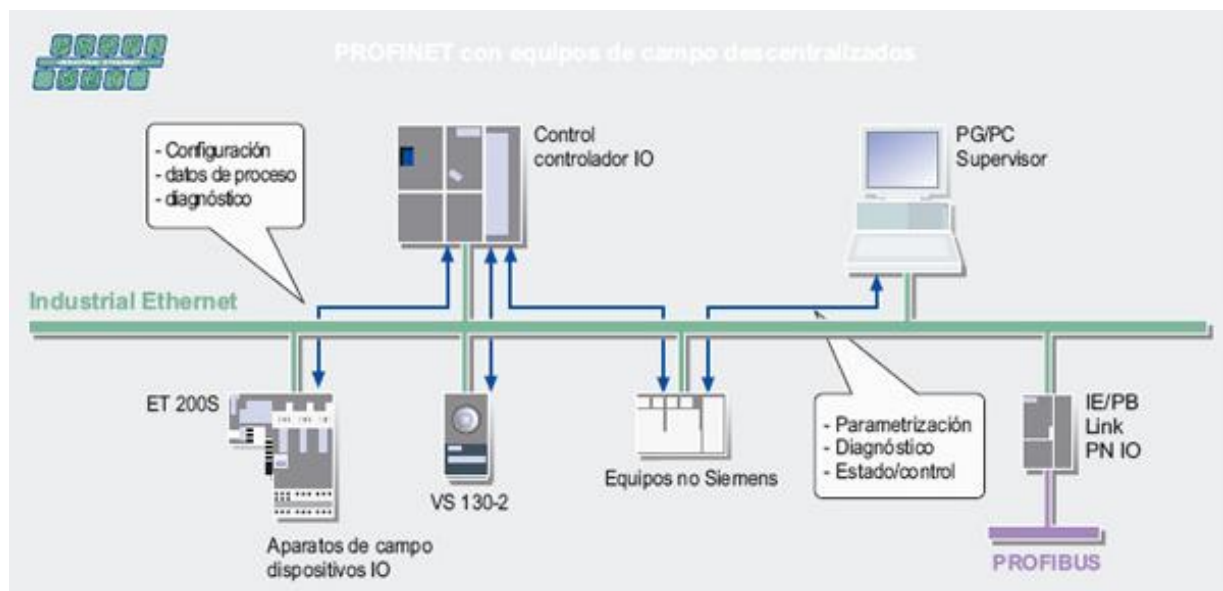 PROFINET con equipos de campo descentralizados
INDUSTRIAL ETHERNET
- Configuración
- datos de proceso
- diagnóstico
Control
controlador IO
PG/PC
Supervisor
Industrial Ethernet
ET 200S
VS 130-2
Equipos no Siemens
- Parametrización
- Diagnóstico
- Estado/control
IE/PB
Link
PN IO
Aparatos de campo
dispositivos IO
PROFIBUS